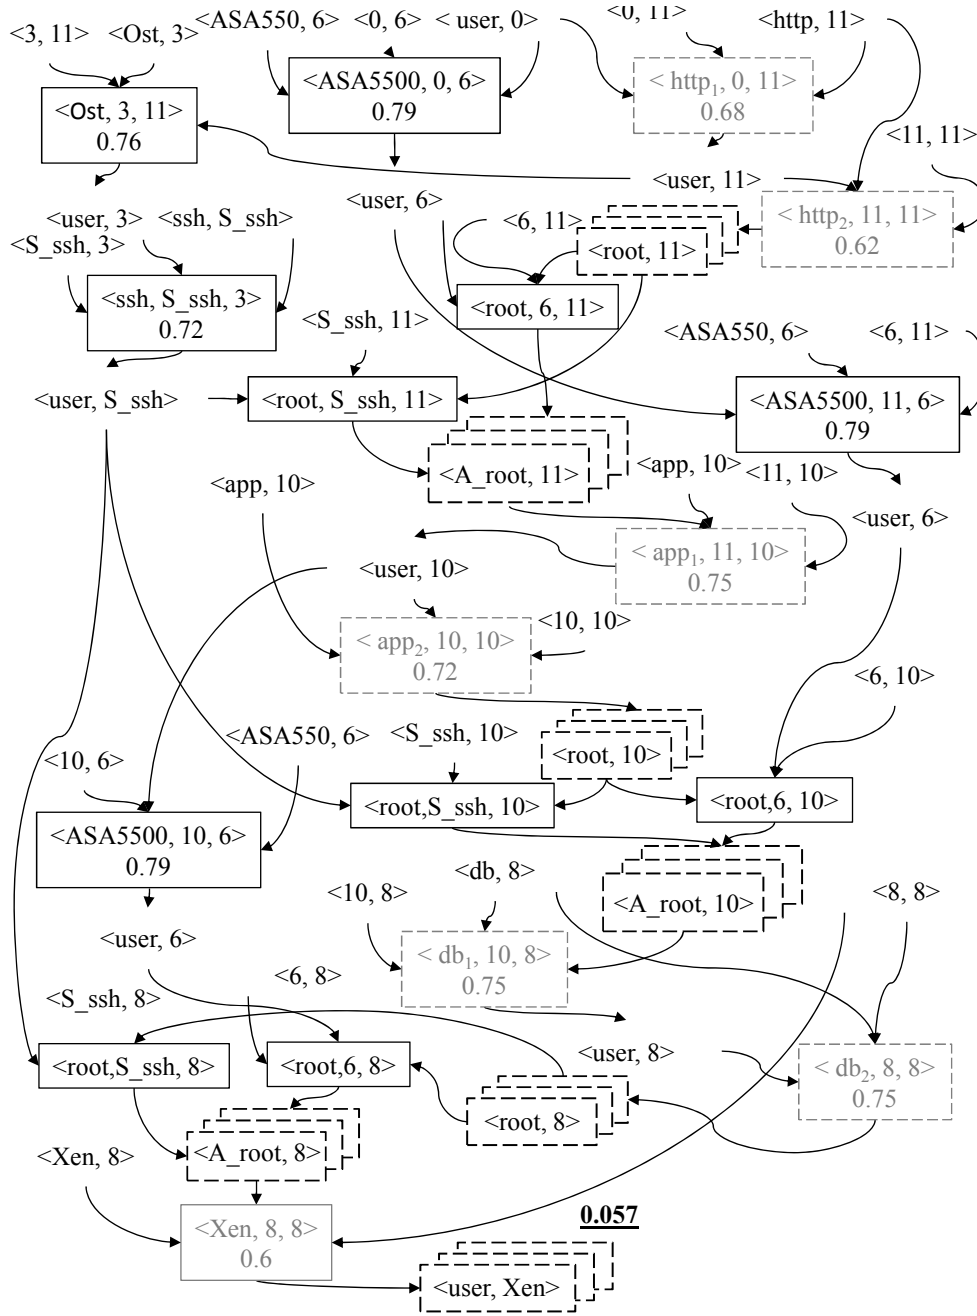 <3, 11>
<Ost, 3>
<ASA550, 6>
<0, 6>
< user, 0>
<0, 11>
<http, 11>
<Ost, 3, 11>
0.76
<ASA5500, 0, 6>
0.79
< http₁, 0, 11>
0.68
<11, 11>
<user, 11>
<user, 3>
<ssh, S_ssh>
<S_ssh, 3>
<user, 6>
<6, 11>
<root, 11>
< http₂, 11, 11>
0.62
<ssh, S_ssh, 3>
0.72
<root, 6, 11>
<S_ssh, 11>
<ASA550, 6>
<6, 11>
<user, S_ssh>
<root, S_ssh, 11>
<ASA5500, 11, 6>
0.79
<A_root, 11>
<app, 10>
<app, 10>
<11, 10>
<user, 6>
< app₁, 11, 10>
0.75
<user, 10>
< app₂, 10, 10>
0.72
<10, 10>
<6, 10>
<10, 6>
<ASA550, 6>
<S_ssh, 10>
<root, 10>
<root,S_ssh, 10>
<root,6, 10>
<ASA5500, 10, 6>
0.79
<10, 8>
<db, 8>
<A_root, 10>
<8, 8>
<user, 6>
< db₁, 10, 8>
0.75
<S_ssh, 8>
<6, 8>
<root,S_ssh, 8>
<root,6, 8>
<user, 8>
< db₂, 8, 8>
0.75
<root, 8>
<Xen, 8>
<A_root, 8>
<Xen, 8, 8>
0.6
0.057
<user, Xen>